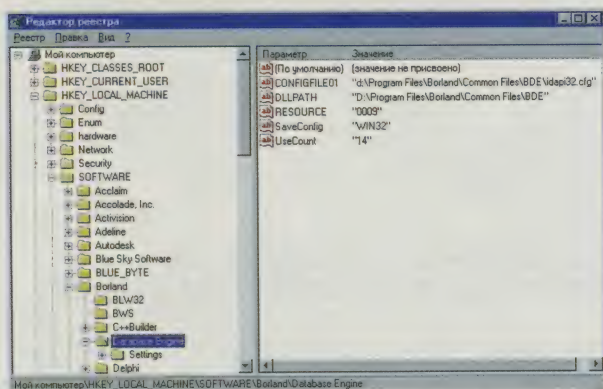 Редактор реестра
Реестр Правка Вид ?
Мой компьютер
HKEY_CLASSES_ROOT
HKEY_CURRENT_USER
HKEY_LOCAL_MACHINE
Config
Enum
hardware
Network
Security
SOFTWARE
Acclaim
Accolade, Inc.
Activision
Adeline
Autodesk
Blue Sky Software
BLUE_BYTE
Borland
BLW32
BWS
C++Builder
Database Engine
Settings
Delphi
Параметр Значение
(По умолчанию) (значение не присвоено)
CONFIGFILE01 "d:\Program Files\Borland\Common Files\BDE\idapi32.cfg"
DLLPATH "D:\Program Files\Borland\Common Files\BDE"
RESOURCE "0009"
SaveConfig "WIN32"
UseCount "14"
Мой компьютер\HKEY_LOCAL_MACHINE\SOFTWARE\Borland\Database Engine